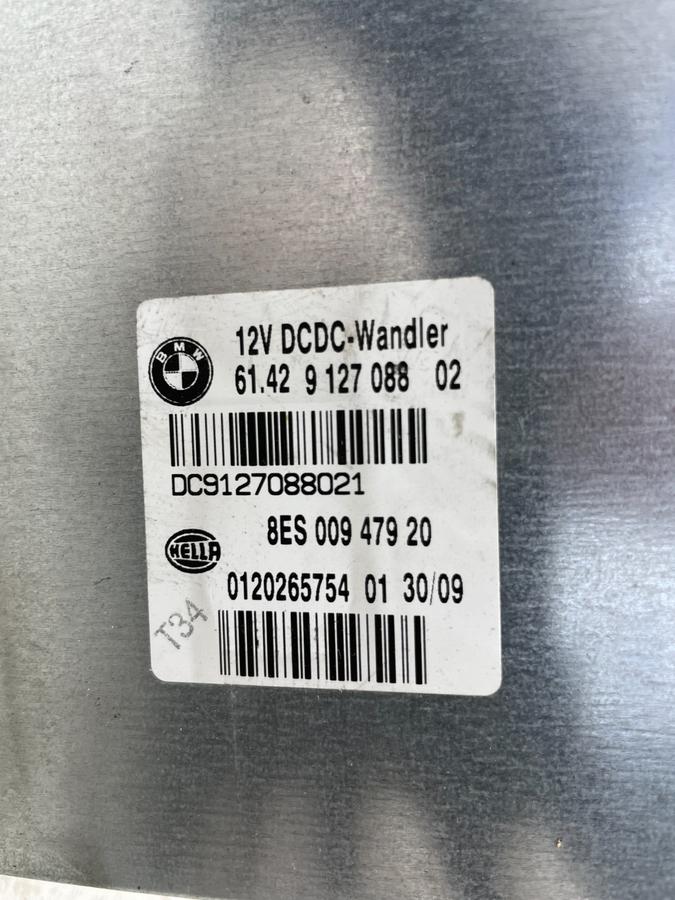 12V DCDC-Wandler
BMW
61.42 9 127 088 02
DC9127088021
8ES 009 479 20
HELLA
0120265754 01 30/09
T34